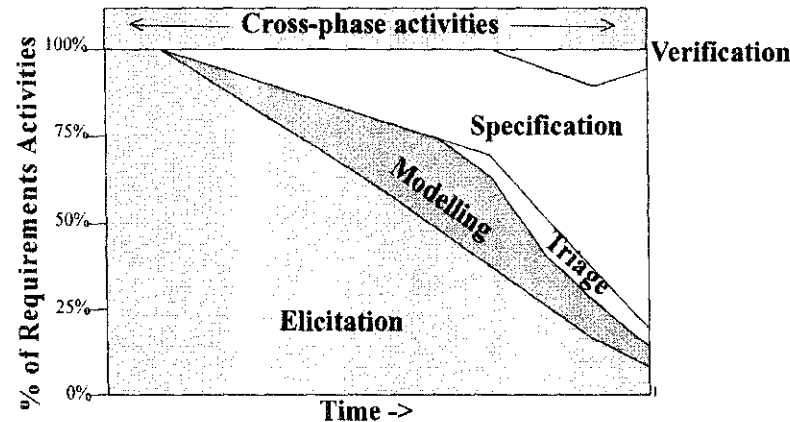 Cross-phase activities
100%
Verification
% of Requirements Activities
Specification
75%
Modelling
50%
Triage
25%
Elicitation
0%
Time ->